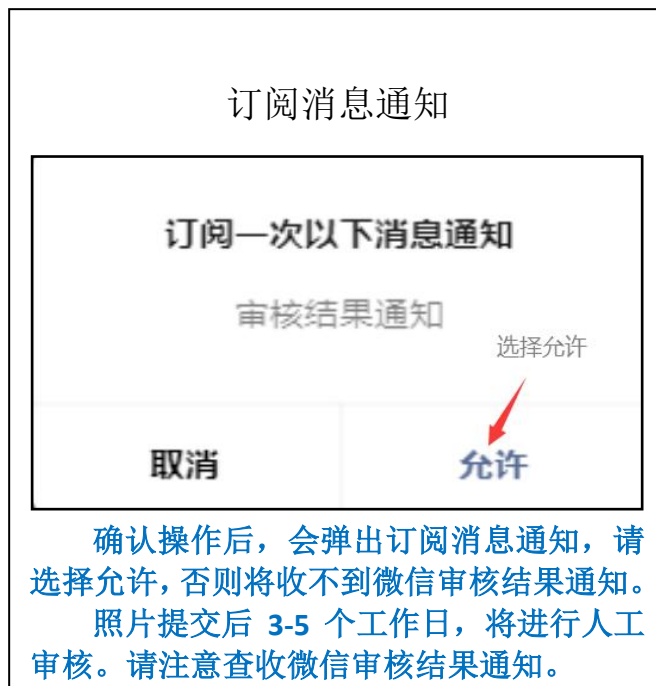 订阅消息通知
订阅一次以下消息通知
审核结果通知
选择允许
取消
允许
确认操作后，会弹出订阅消息通知，请
选择允许，否则将收不到微信审核结果通知。
照片提交后 3-5 个工作日，将进行人工
审核。请注意查收微信审核结果通知。